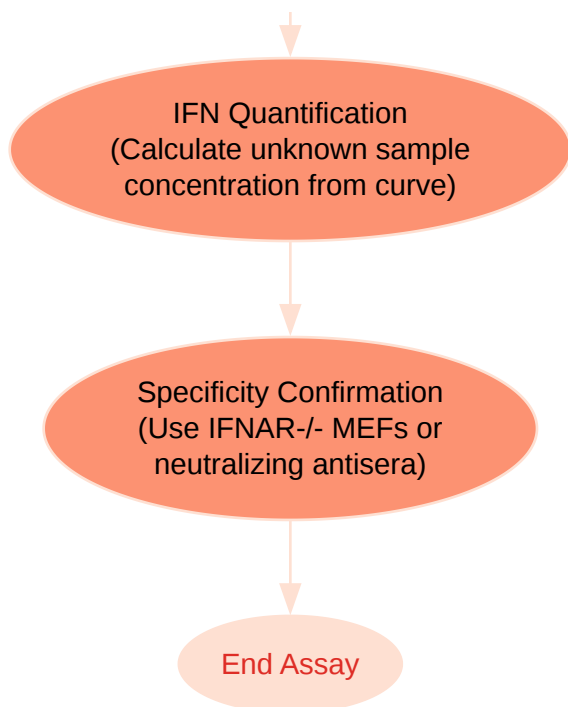 IFN Quantification
(Calculate unknown sample
concentration from curve)
Specificity Confirmation
(Use IFNAR-/- MEFs or
neutralizing antisera)
End Assay